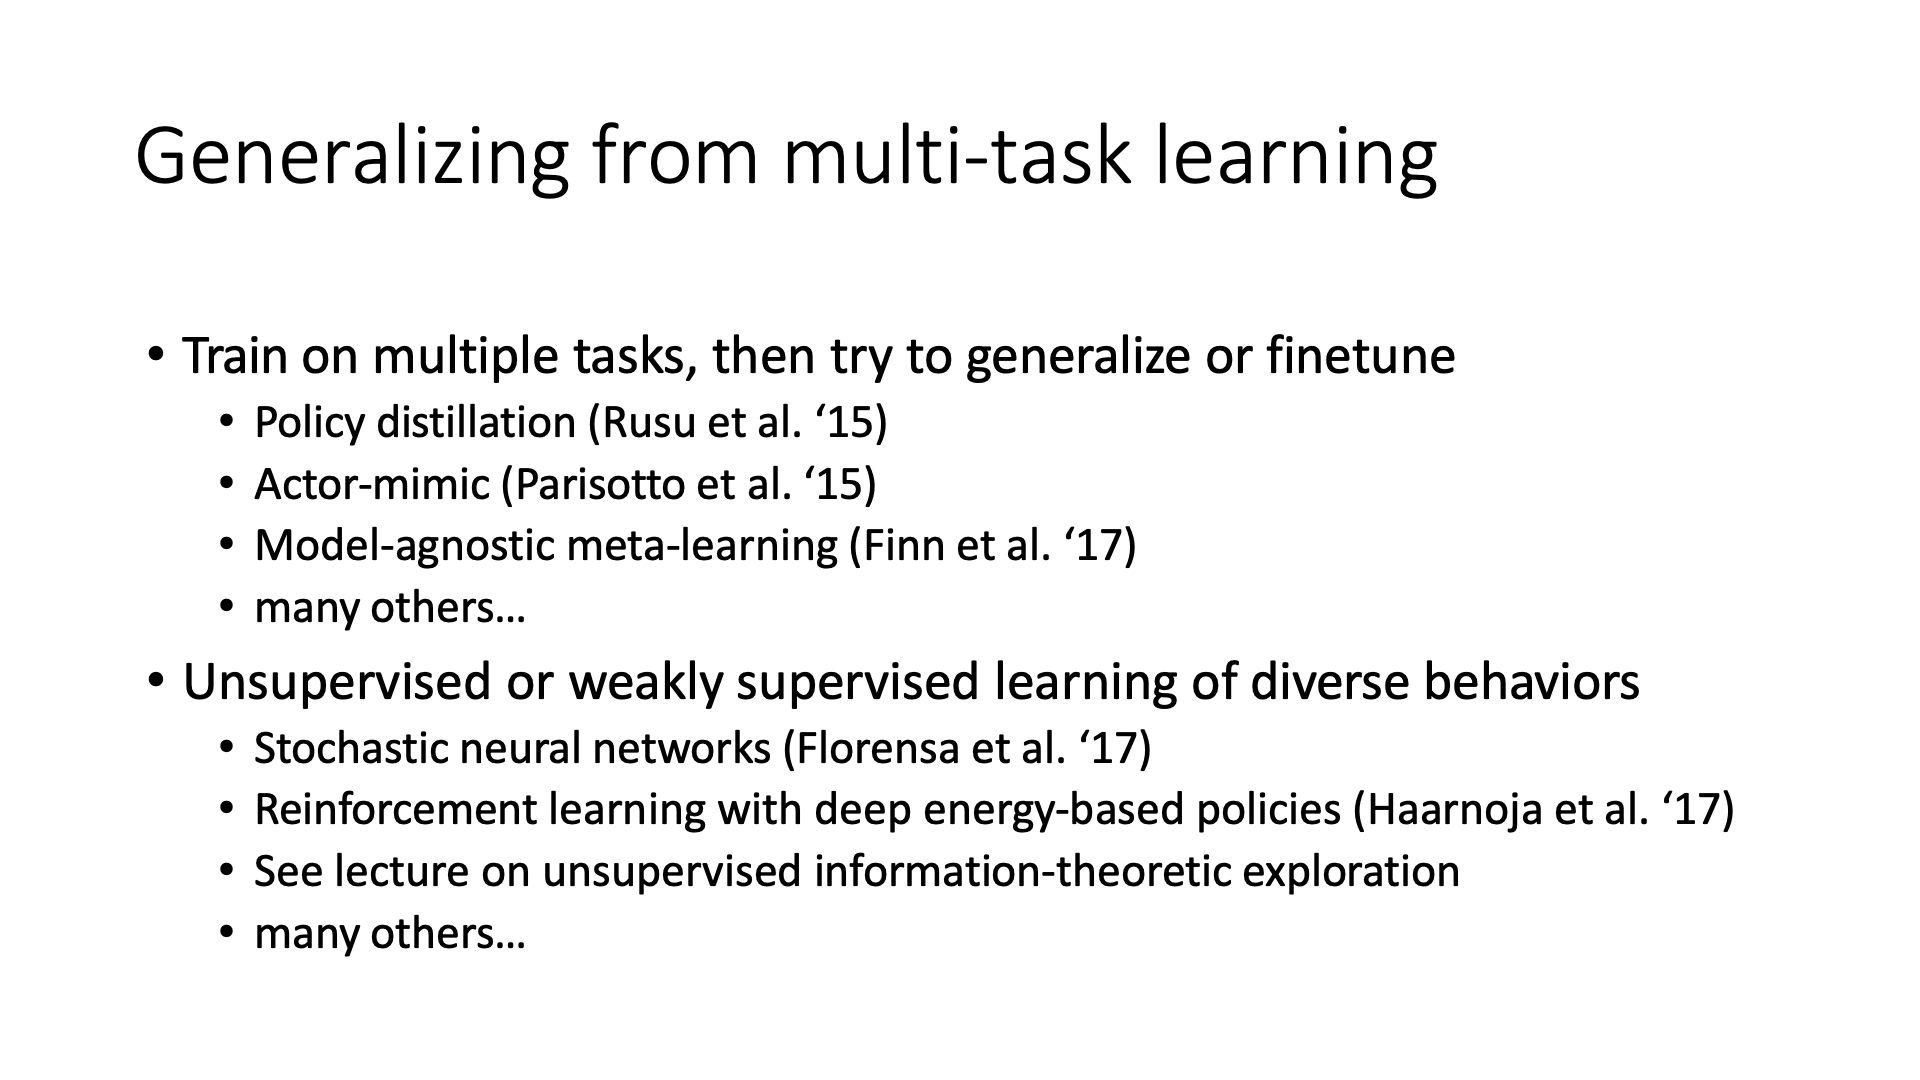 Generalizing from multi-task learning
• Train on multiple tasks, then try to generalize or finetune
• Policy distillation (Rusu et al. ‘15)
• Actor-mimic (Parisotto et al. ‘15)
• Model-agnostic meta-learning (Finn et al. ‘17)
• many others…
• Unsupervised or weakly supervised learning of diverse behaviors
• Stochastic neural networks (Florensa et al. ‘17)
• Reinforcement learning with deep energy-based policies (Haarnoja et al. ‘17)
• See lecture on unsupervised information-theoretic exploration
• many others…